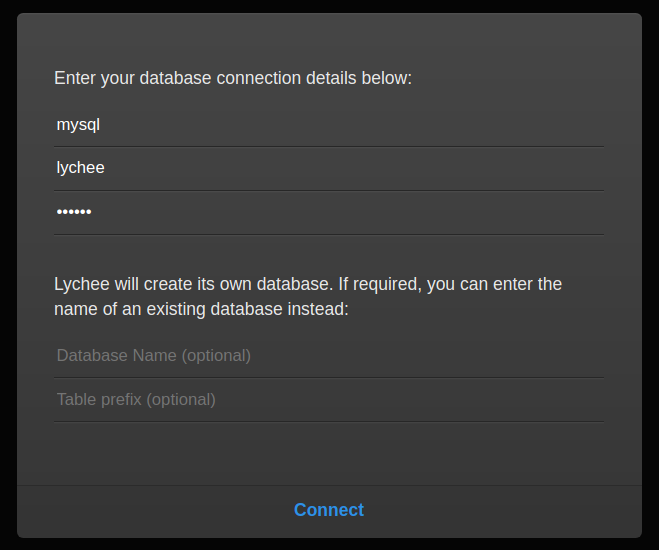 Enter your database connection details below:
mysql
lychee
••••••
Lychee will create its own database. If required, you can enter the
name of an existing database instead:
Database Name (optional)
Table prefix (optional)
Connect